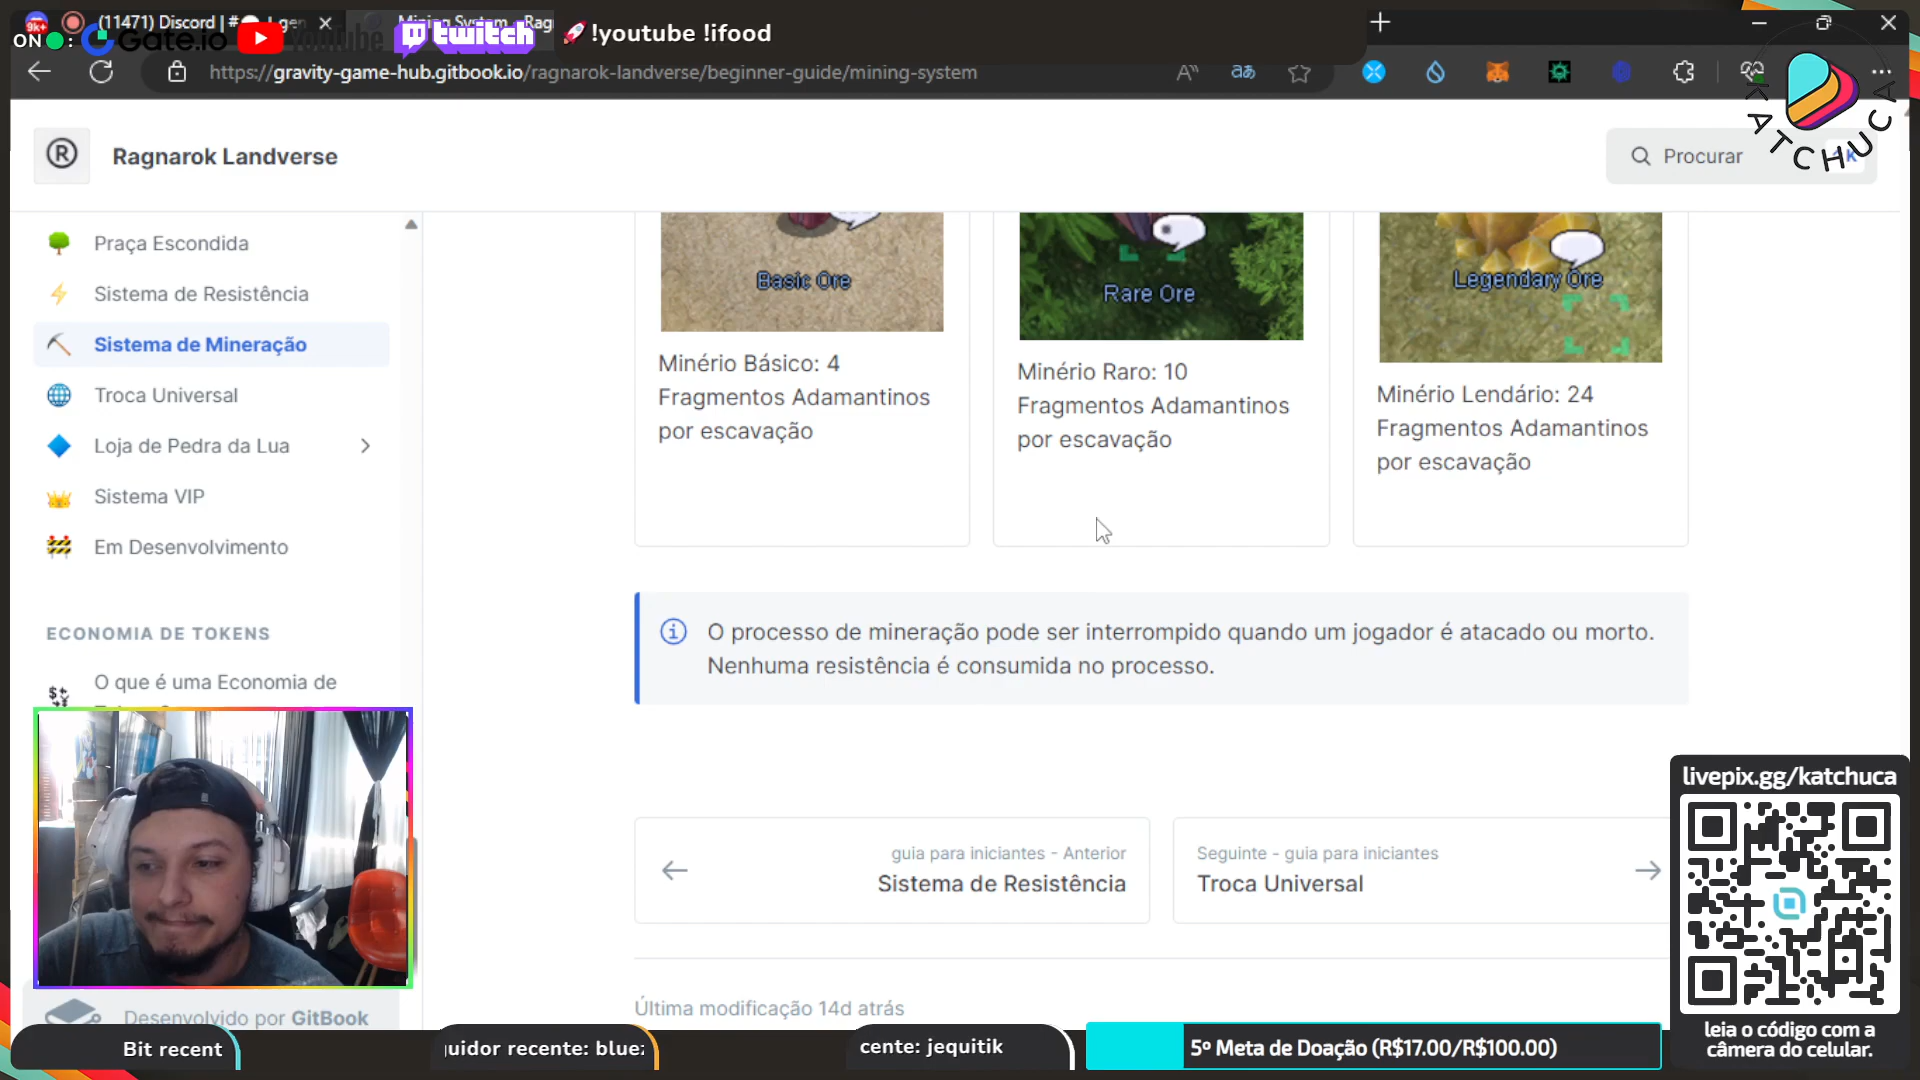 (11471) Discord | #
Mining System - Rag
9k+
ON :
Gate.io
YouTube
twitch
!youtube !ifood
https://gravity-game-hub.gitbook.io/ragnarok-landverse/beginner-guide/mining-system
KATCHUCA
Ragnarok Landverse
Procurar
Praça Escondida
Sistema de Resistência
Sistema de Mineração
Troca Universal
Loja de Pedra da Lua
Sistema VIP
Em Desenvolvimento
ECONOMIA DE TOKENS
O que é uma Economia de
Basic Ore
Minério Básico: 4
Fragmentos Adamantinos
por escavação
Rare Ore
Minério Raro: 10
Fragmentos Adamantinos
por escavação
Legendary Ore
Minério Lendário: 24
Fragmentos Adamantinos
por escavação
O processo de mineração pode ser interrompido quando um jogador é atacado ou morto.
Nenhuma resistência é consumida no processo.
guia para iniciantes - Anterior
Sistema de Resistência
Seguinte - guia para iniciantes
Troca Universal
Última modificação 14d atrás
Desenvolvido por GitBook
livepix.gg/katchuca
leia o código com a
câmera do celular.
Bit recent
guidor recente: bluez
cente: jequitik
5º Meta de Doação (R$17.00/R$100.00)